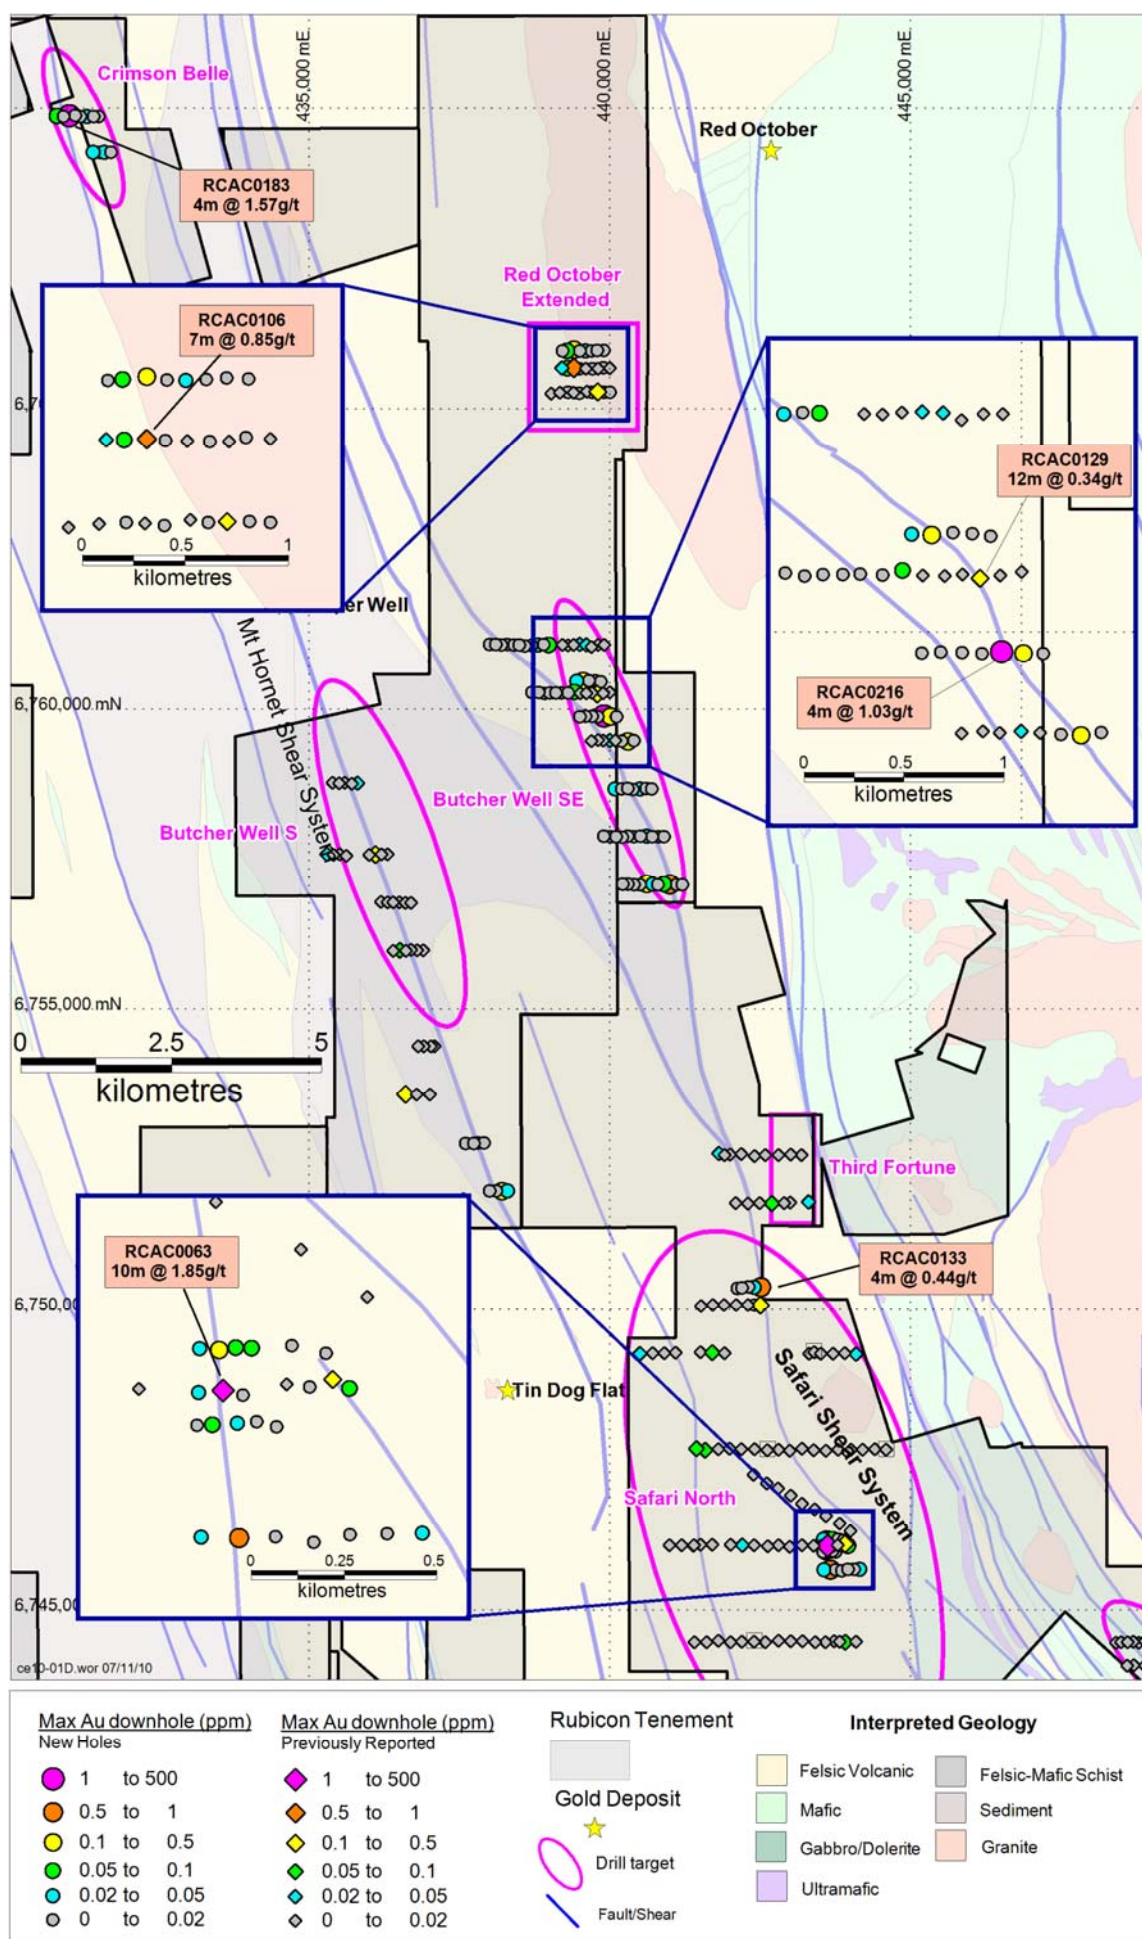 435,000 mE
440,000 mE
445,000 mE
Crimson Belle
Red October
RCAC0183
4m @ 1.57g/t
Red October
Extended
RCAC0106
7m @ 0.85g/t
0 0.5 1
kilometres
RCAC0129
12m @ 0.34g/t
RCAC0216
4m @ 1.03g/t
0 0.5 1
kilometres
er Well
Mt Hornet Shear System
6,760,000 mN
Butcher Well SE
Butcher Well S
6,755,000 mN
0 2.5 5
kilometres
Third Fortune
RCAC0063
10m @ 1.85g/t
RCAC0133
4m @ 0.44g/t
6,750,00
Tin Dog Flat
Safari Shear System
Safari North
0 0.25 0.5
kilometres
6,745,00
ce10-01D.wor 07/11/10
Max Au downhole (ppm)
New Holes
1 to 500
0.5 to 1
0.1 to 0.5
0.05 to 0.1
0.02 to 0.05
0 to 0.02
Max Au downhole (ppm)
Previously Reported
1 to 500
0.5 to 1
0.1 to 0.5
0.05 to 0.1
0.02 to 0.05
0 to 0.02
Rubicon Tenement
Gold Deposit
Drill target
Fault/Shear
Interpreted Geology
Felsic Volcanic
Mafic
Gabbro/Dolerite
Ultramafic
Felsic-Mafic Schist
Sediment
Granite